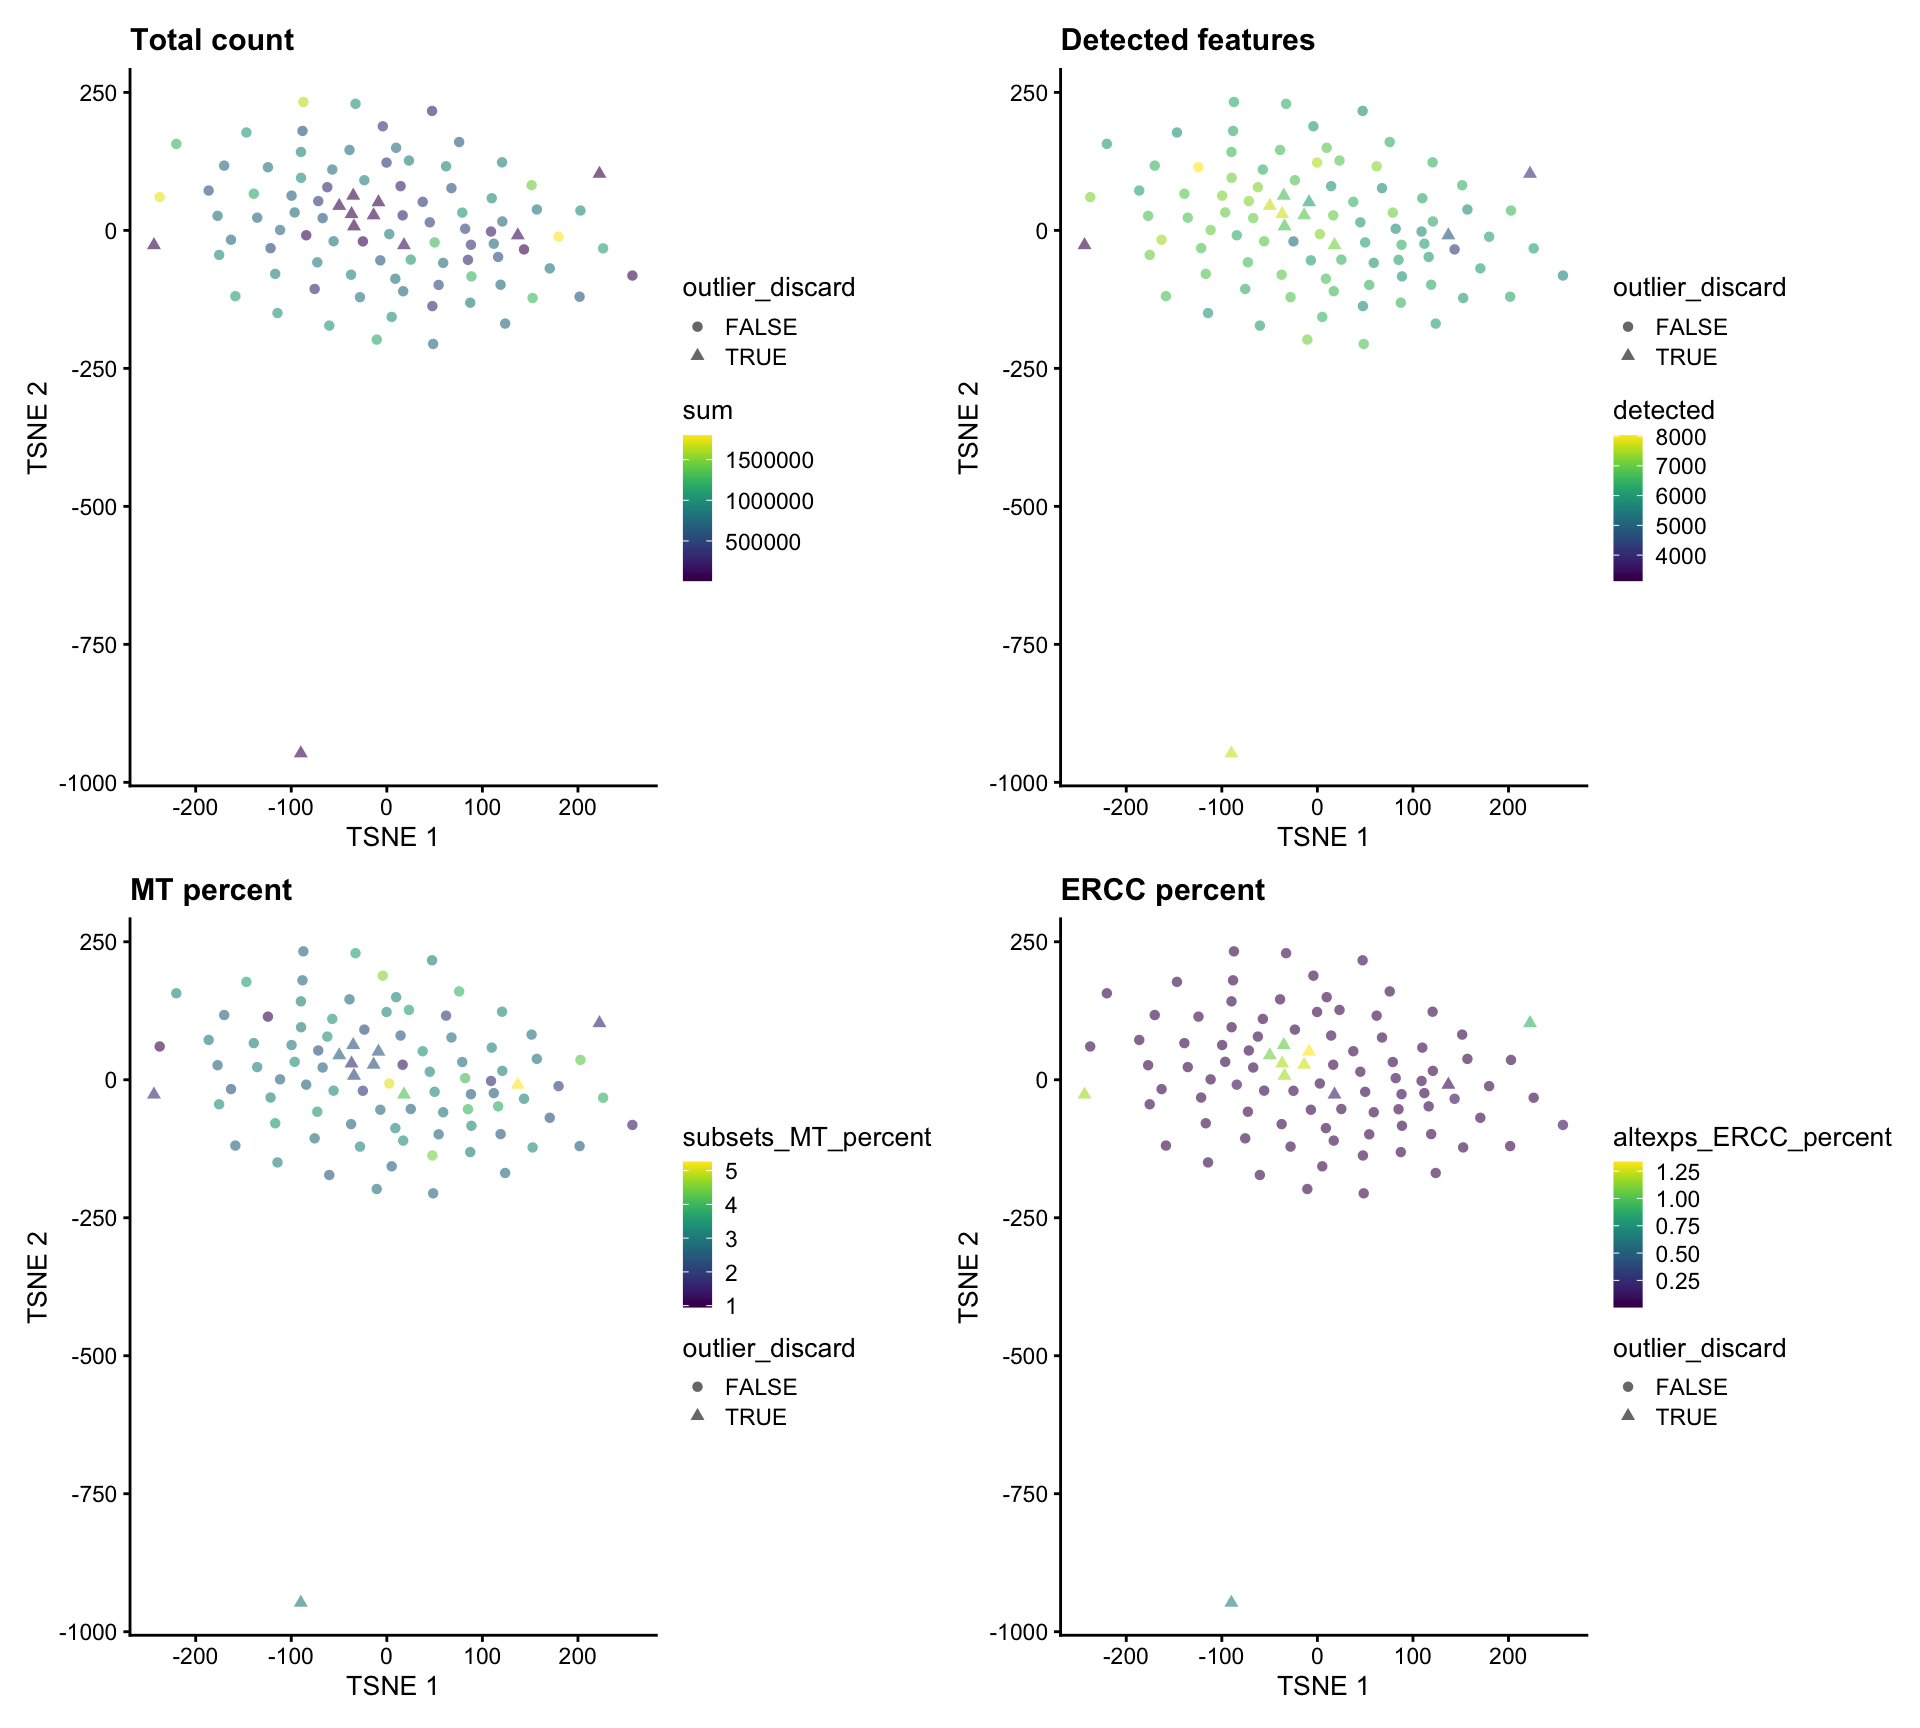 Total count
250
0
-250
-500
-750
-1000
TSNE 2
-200 -100 0 100 200
TSNE 1
outlier_discard
FALSE
TRUE
sum
1500000
1000000
500000
Detected features
250
0
-250
-500
-750
-1000
TSNE 2
-200 -100 0 100 200
TSNE 1
outlier_discard
FALSE
TRUE
detected
8000
7000
6000
5000
4000
MT percent
250
0
-250
-500
-750
-1000
TSNE 2
-200 -100 0 100 200
TSNE 1
subsets_MT_percent
5
4
3
2
1
outlier_discard
FALSE
TRUE
ERCC percent
250
0
-250
-500
-750
-1000
TSNE 2
-200 -100 0 100 200
TSNE 1
altexps_ERCC_percent
1.25
1.00
0.75
0.50
0.25
outlier_discard
FALSE
TRUE